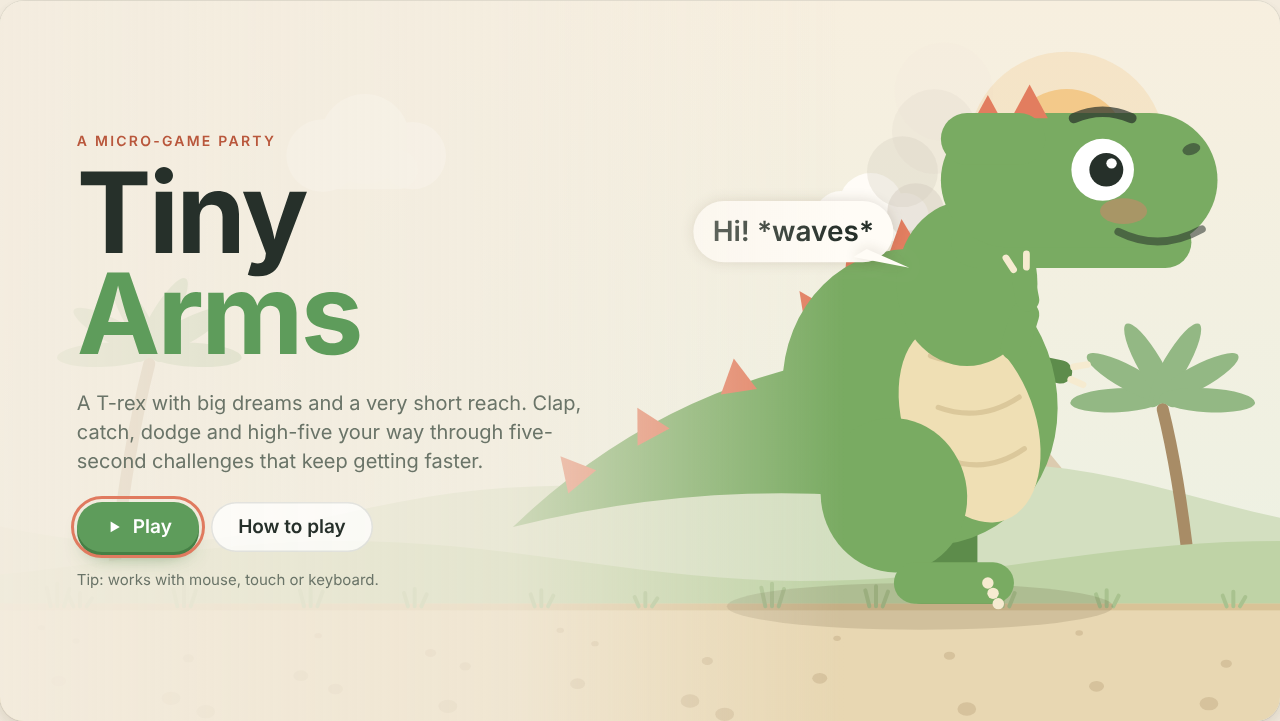 A MICRO-GAME PARTY
Tiny
Arms
Hi! *waves*
A T-rex with big dreams and a very short reach. Clap,
catch, dodge and high-five your way through five-
second challenges that keep getting faster.
Play
How to play
Tip: works with mouse, touch or keyboard.